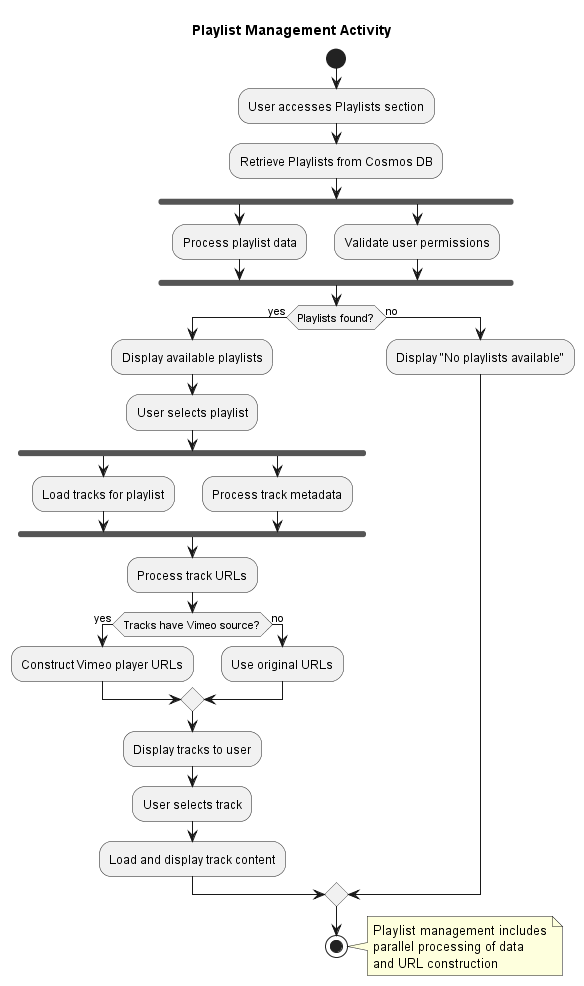 Playlist Management Activity
User accesses Playlists section
Retrieve Playlists from Cosmos DB
Process playlist data
Validate user permissions
Playlists found?
yes
no
Display available playlists
Display "No playlists available"
User selects playlist
Load tracks for playlist
Process track metadata
Process track URLs
Tracks have Vimeo source?
yes
no
Construct Vimeo player URLs
Use original URLs
Display tracks to user
User selects track
Load and display track content
Playlist management includes
parallel processing of data
and URL construction